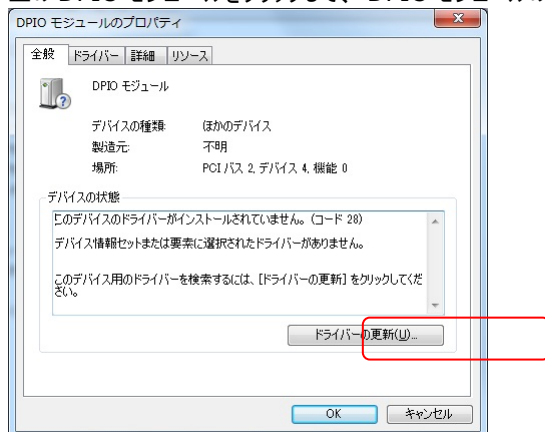 DPIO モジュールのプロパティ
全般 ドライバー 詳細 リソース
DPIO モジュール
デバイスの種類: ほかのデバイス
製造元: 不明
場所: PCI バス 2, デバイス 4, 機能 0
デバイスの状態
このデバイスのドライバーがインストールされていません。(コード 28)
デバイス情報セットまたは要素に選択されたドライバーがありません。
このデバイス用のドライバーを検索するには、[ドライバーの更新] をクリックしてくだ
さい。
ドライバーの更新(U)...
OK キャンセル